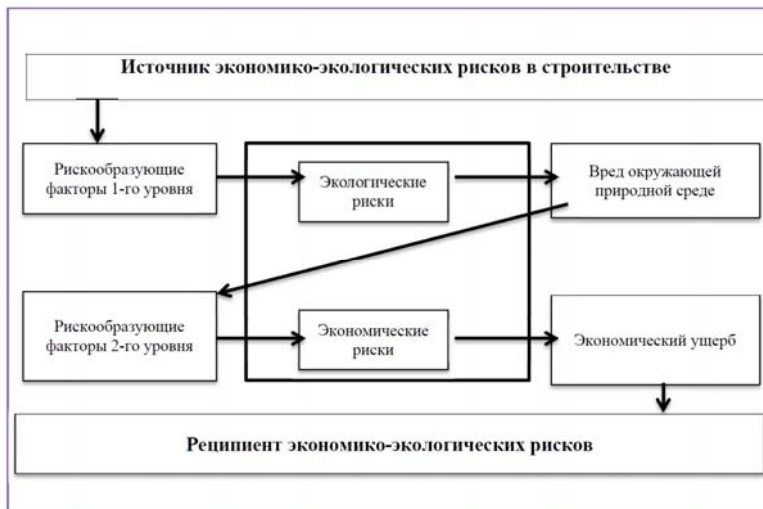 Источник экономико-экологических рисков в строительстве
Рискообразующие
факторы 1-го уровня
Экологические
риски
Вред окружающей
природной среде
Рискообразующие
факторы 2-го уровня
Экономические
риски
Экономический ущерб
Реципиент экономико-экологических рисков